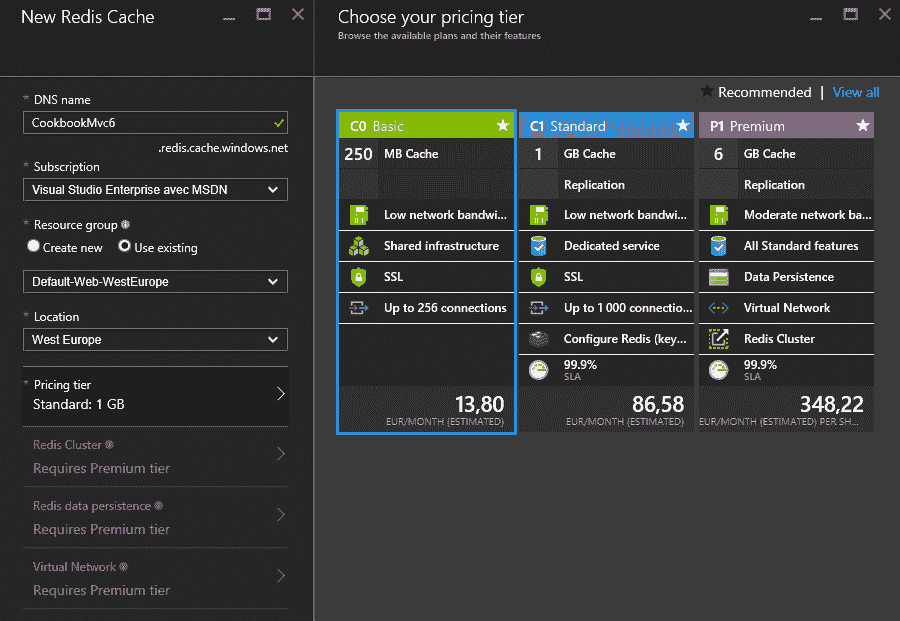 New Redis Cache
* DNS name
CookbookMvc6
.redis.cache.windows.net
* Subscription
Visual Studio Enterprise avec MSDN
* Resource group
Create new
Use existing
Default-Web-WestEurope
* Location
West Europe
* Pricing tier
Standard: 1 GB
Redis Cluster
Requires Premium tier
Redis data persistence
Requires Premium tier
Virtual Network
Requires Premium tier
Choose your pricing tier
Browse the available plans and their features
Recommended | View all
C0 Basic
250 MB Cache
Low network bandwi...
Shared infrastructure
SSL
Up to 256 connections
13,80
EUR/MONTH (ESTIMATED)
C1 Standard
1 GB Cache
Replication
Low network bandwi...
Dedicated service
SSL
Up to 1 000 connectio...
Configure Redis (key...
99.9%
SLA
86,58
EUR/MONTH (ESTIMATED)
P1 Premium
6 GB Cache
Replication
Moderate network ba...
All Standard features
Data Persistence
Virtual Network
Redis Cluster
99.9%
SLA
348,22
EUR/MONTH (ESTIMATED) PER SH...